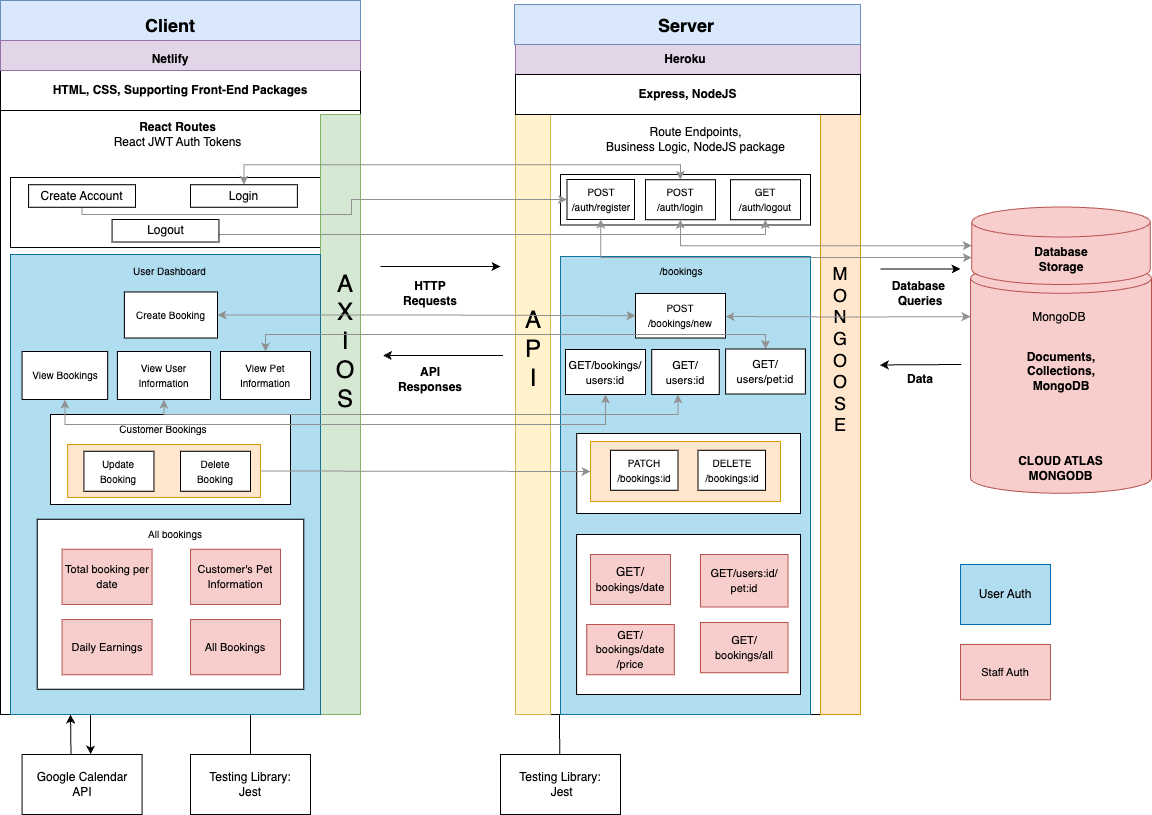 Client
Netlify
HTML, CSS, Supporting Front-End Packages
React Routes
React JWT Auth Tokens
Create Account
Login
Logout
User Dashboard
Create Booking
View Bookings
View User
Information
View Pet
Information
Customer Bookings
Update
Booking
Delete
Booking
All bookings
Total booking per
date
Customer's Pet
Information
Daily Earnings
All Bookings
A
X
I
O
S
Google Calendar
API
Testing Library:
Jest
HTTP
Requests
API
Responses
Server
Heroku
Express, NodeJS
A
P
I
Route Endpoints,
Business Logic, NodeJS package
POST
/auth/register
POST
/auth/login
GET
/auth/logout
/bookings
POST
/bookings/new
GET/bookings/
users:id
GET/
users:id
GET/
users/pet:id
PATCH
/bookings:id
DELETE
/bookings:id
GET/
bookings/date
GET/users:id/
pet:id
GET/
bookings/date
/price
GET/
bookings/all
M
O
N
G
O
O
S
E
Testing Library:
Jest
Database
Queries
Data
Database
Storage
MongoDB
Documents,
Collections,
MongoDB
CLOUD ATLAS
MONGODB
User Auth
Staff Auth